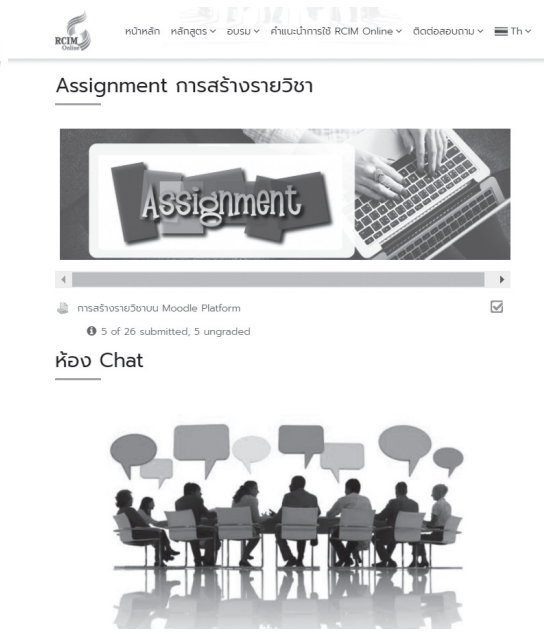 RCIM
Online
หน้าหลัก หลักสูตร อบรม คำแนะนำการใช้ RCIM Online ติดต่อสอบถาม Th
Assignment การสร้างรายวิชา
Assignment
การสร้างรายวิชาบน Moodle Platform
5 of 26 submitted, 5 ungraded
ห้อง Chat